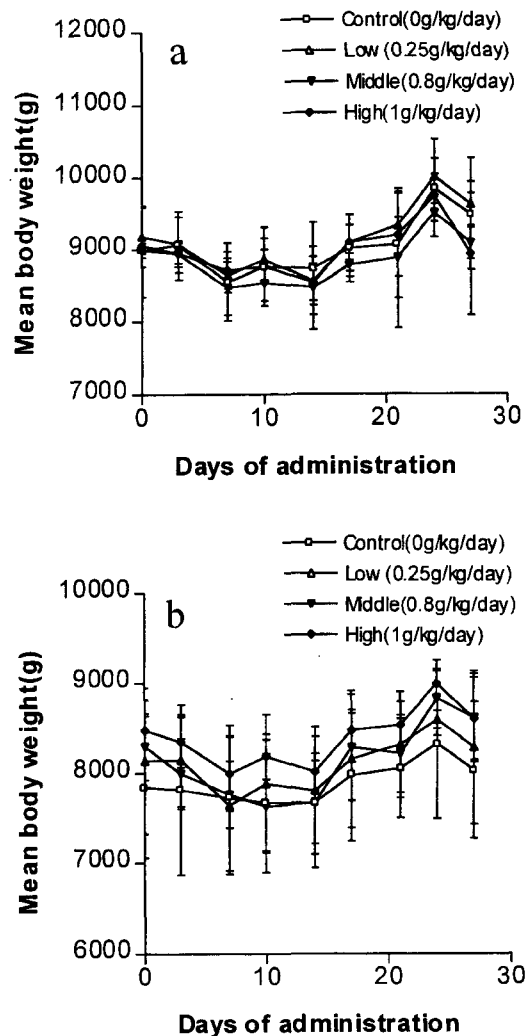 Control(0g/kg/day)
Low (0.25g/kg/day)
Middle(0.8g/kg/day)
High(1g/kg/day)
a
12000
11000
10000
9000
8000
7000
0
10
20
30
Mean body weight(g)
Days of administration
Control(0g/kg/day)
Low (0.25g/kg/day)
Middle(0.8g/kg/day)
High(1g/kg/day)
b
10000
9000
8000
7000
6000
0
10
20
30
Mean body weight(g)
Days of administration